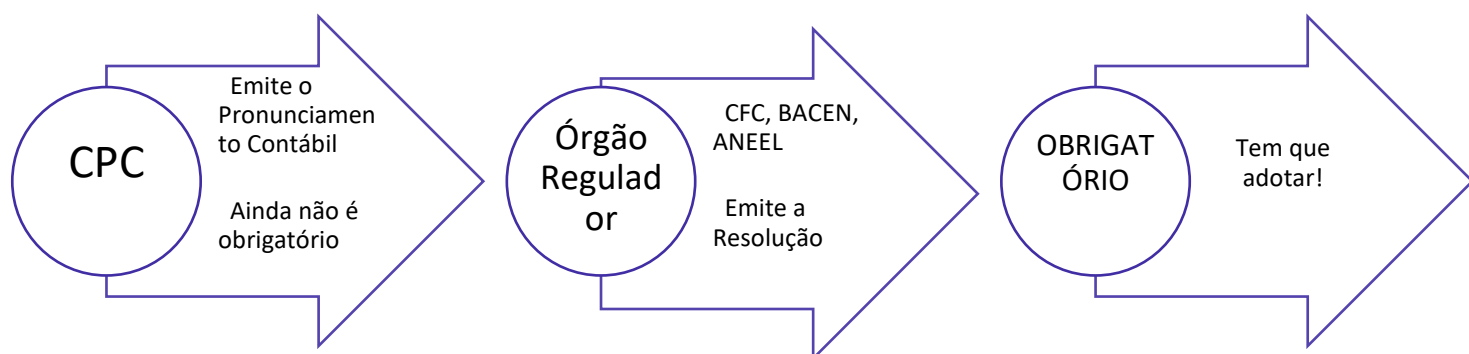 CPC
Emite o
Pronunciamen
to Contábil
Ainda não é
obrigatório
Órgão
Regulad
or
CFC, BACEN,
ANEEL
Emite a
Resolução
OBRIGAT
ÓRIO
Tem que
adotar!